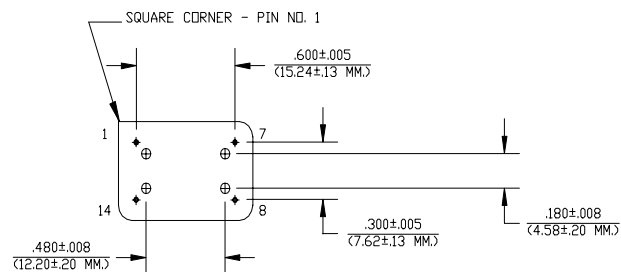 SQUARE CORNER - PIN NO. 1
.600±.005
(15.24±.13 MM.)
1
7
14
8
.480±.008
(12.20±.20 MM.)
.300±.005
(7.62±.13 MM.)
.180±.008
(4.58±.20 MM.)